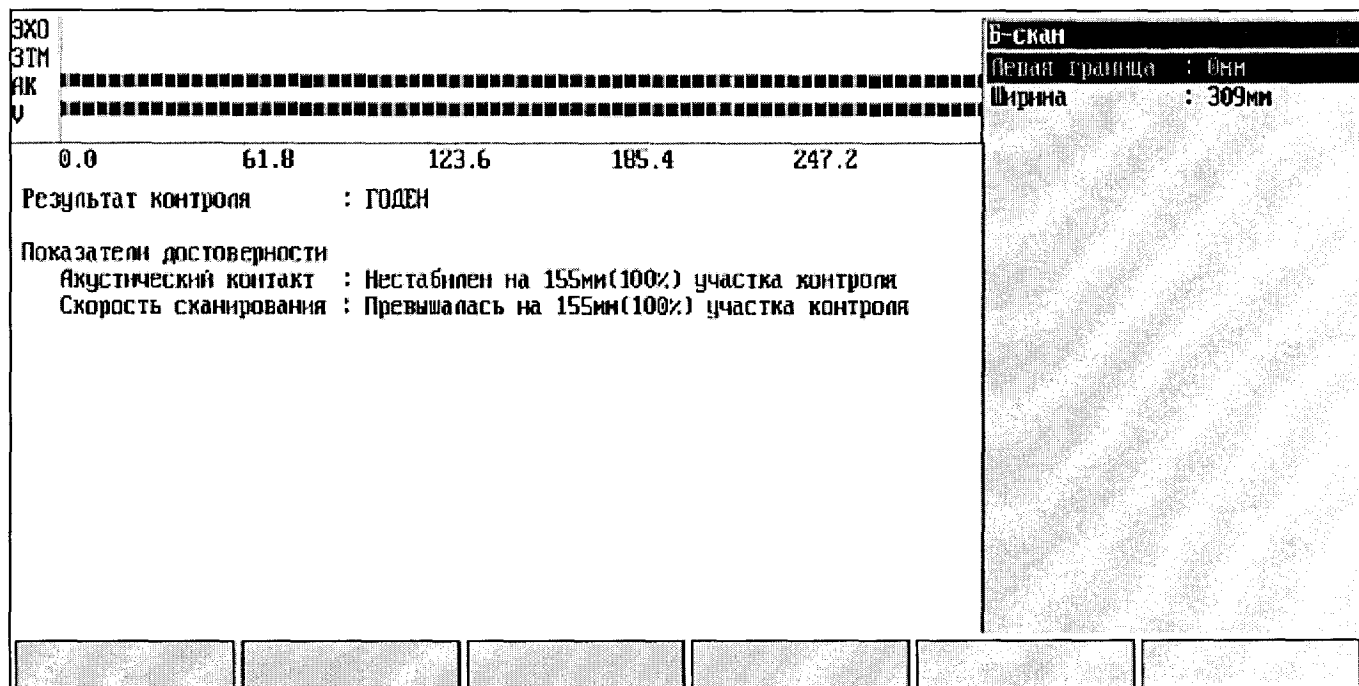 ЭХО
ЗТМ
АК
V
0.0 61.8 123.6 185.4 247.2
Результат контроля : ГОДЕН
Показатели достоверности
Акустический контакт : Нестабилен на 155мм(100%) участка контроля
Скорость сканирования : Превышалась на 155мм(100%) участка контроля
Б-скан
Левая граница : 0мм
Ширина : 309мм